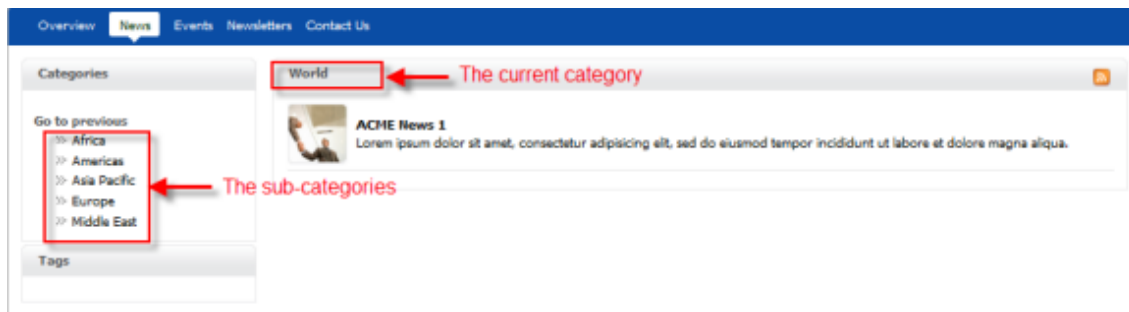 Overview News Events Newsletters Contact Us
Categories
World
The current category
Go to previous
Africa
Americas
Asia Pacific
Europe
Middle East
The sub-categories
ACME News 1
Lorem ipsum dolor sit amet, consectetur adipisicing elit, sed do eiusmod tempor incididunt ut labore et dolore magna aliqua.
Tags